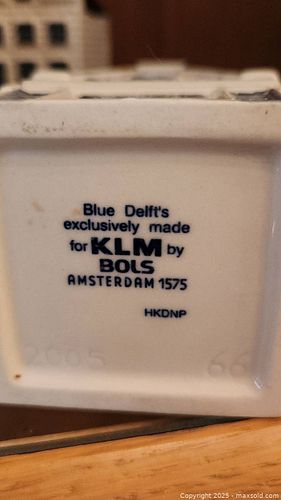 Blue Delft's
exclusively made
for KLM by
BOLS
AMSTERDAM 1575
HKDNP
2005 66
Copyright © 2025 - maxsold.com